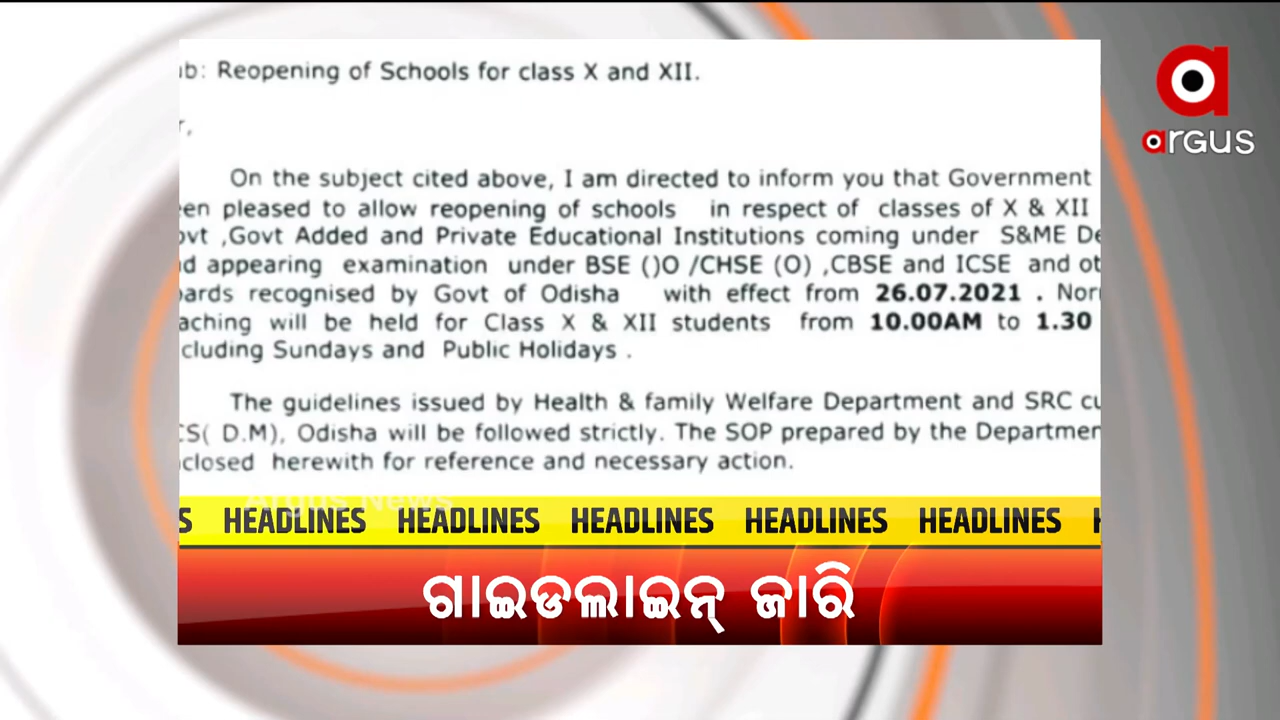 ub: Reopening of Schools for class X and XII.
r,
On the subject cited above, I am directed to inform you that Government
en pleased to allow reopening of schools in respect of classes of X & XII
ovt ,Govt Added and Private Educational Institutions coming under S&ME De
d appearing examination under BSE ()O /CHSE (O) ,CBSE and ICSE and ot
ards recognised by Govt of Odisha with effect from 26.07.2021 . Nor
aching will be held for Class X & XII students from 10.00AM to 1.30
cluding Sundays and Public Holidays .
The guidelines issued by Health & family Welfare Department and SRC cu
CS( D.M), Odisha will be followed strictly. The SOP prepared by the Departmen
closed herewith for reference and necessary action.
Argus News
S HEADLINES HEADLINES HEADLINES HEADLINES HEADLINES H
ଗାଇଡଲାଇନ୍ ଜାରି
argus